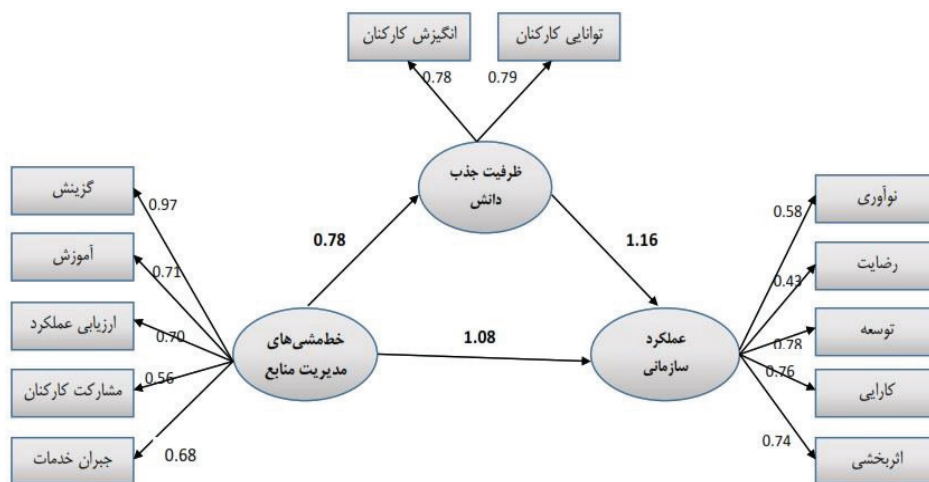 توانایی کارکنان
انگیزش کارکنان
0.79
0.78
ظرفیت جذب
دانش
گزینش
آموزش
ارزیابی عملکرد
مشارکت کارکنان
جبران خدمات
0.97
0.71
0.70
0.56
0.68
خط‌مشی‌های
مدیریت منابع
0.78
1.16
1.08
عملکرد
سازمانی
0.58
0.43
0.78
0.76
0.74
نوآوری
رضایت
توسعه
کارایی
اثربخشی